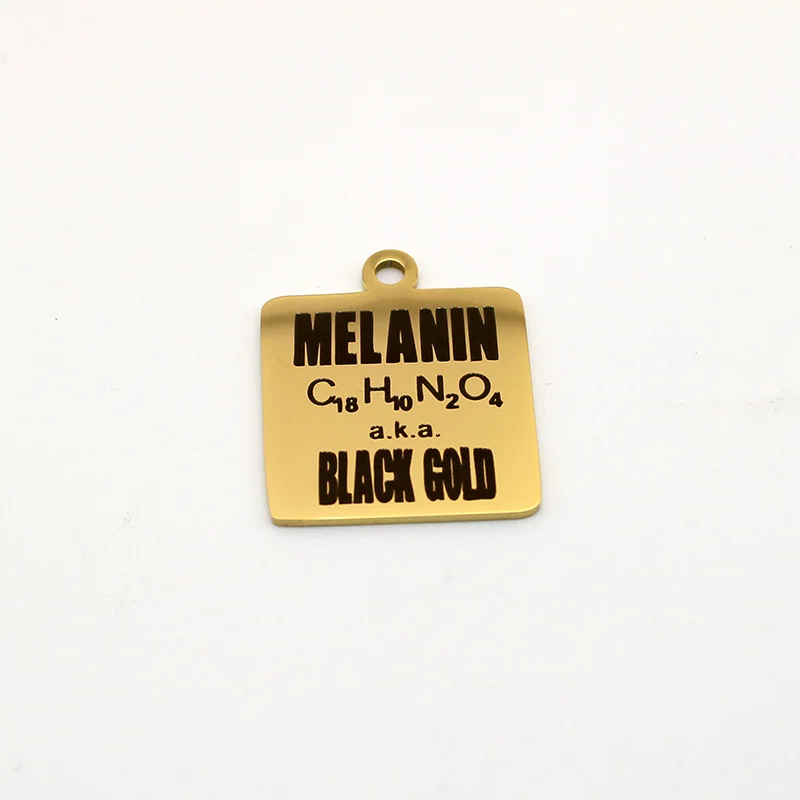 MELANIN
C₁₈H₁₀N₂O₄
a.k.a.
BLACK GOLD